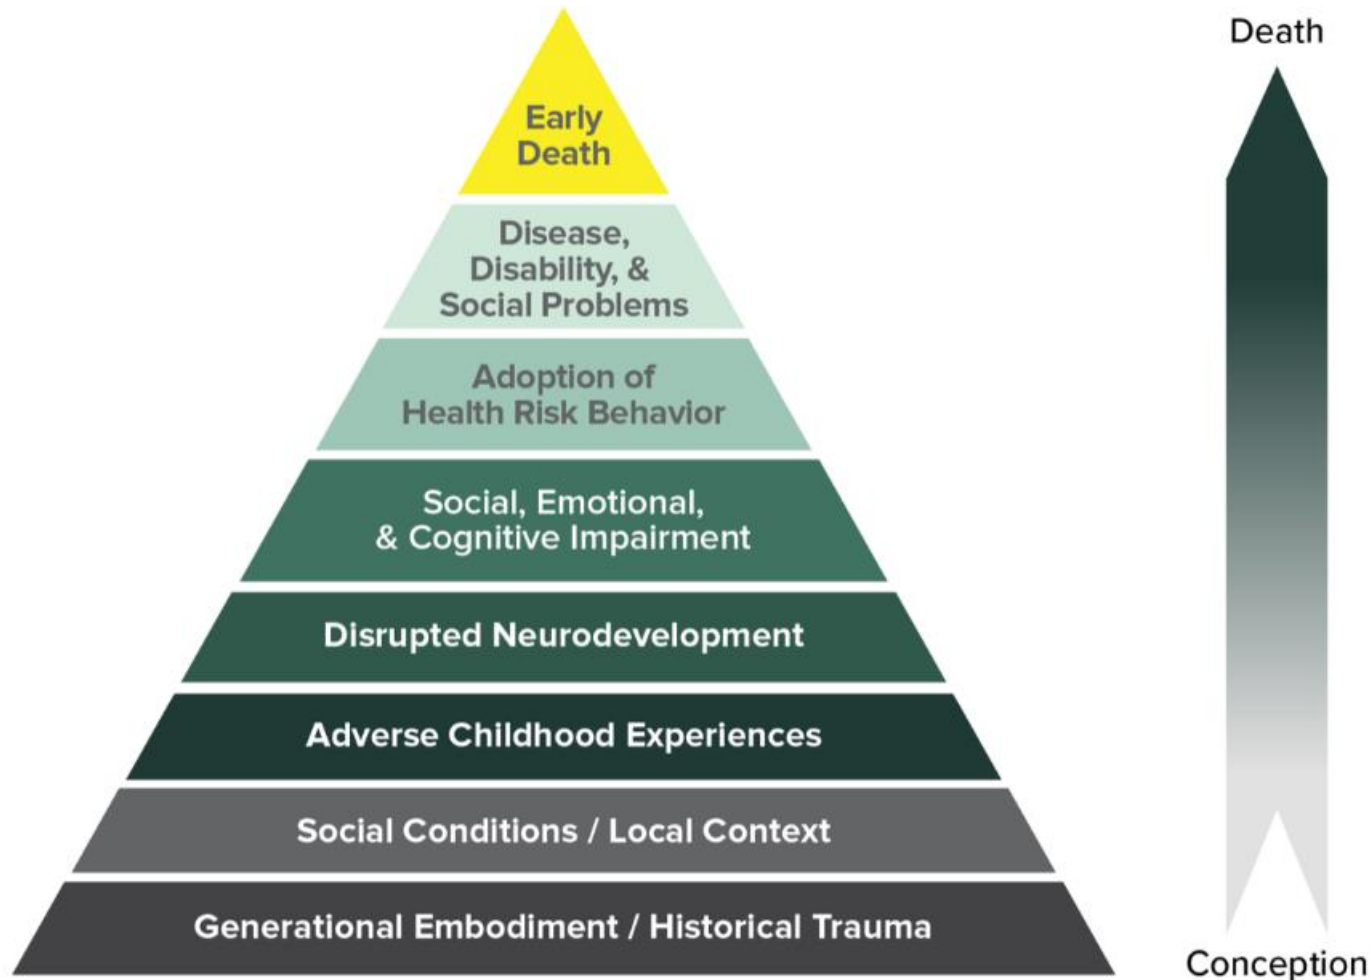 Death
Early
Death
Disease,
Disability, &
Social Problems
Adoption of
Health Risk Behavior
Social, Emotional,
& Cognitive Impairment
Disrupted Neurodevelopment
Adverse Childhood Experiences
Social Conditions / Local Context
Generational Embodiment / Historical Trauma
Conception